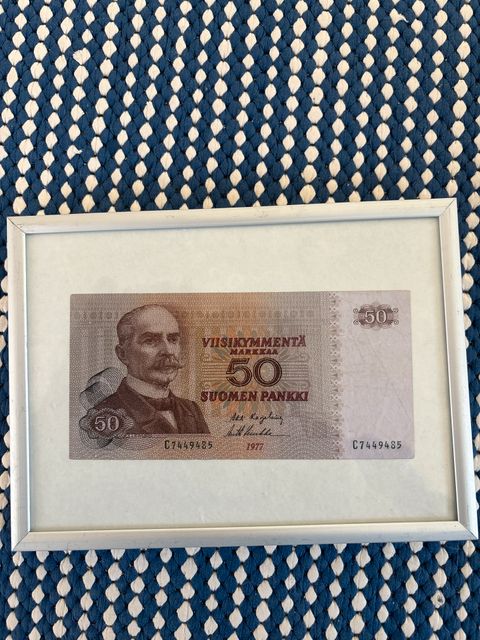 50
VIISIKYMMENTÄ
MARKKAA
50
SUOMEN PANKKI
50
C7449485
1977
C7449485